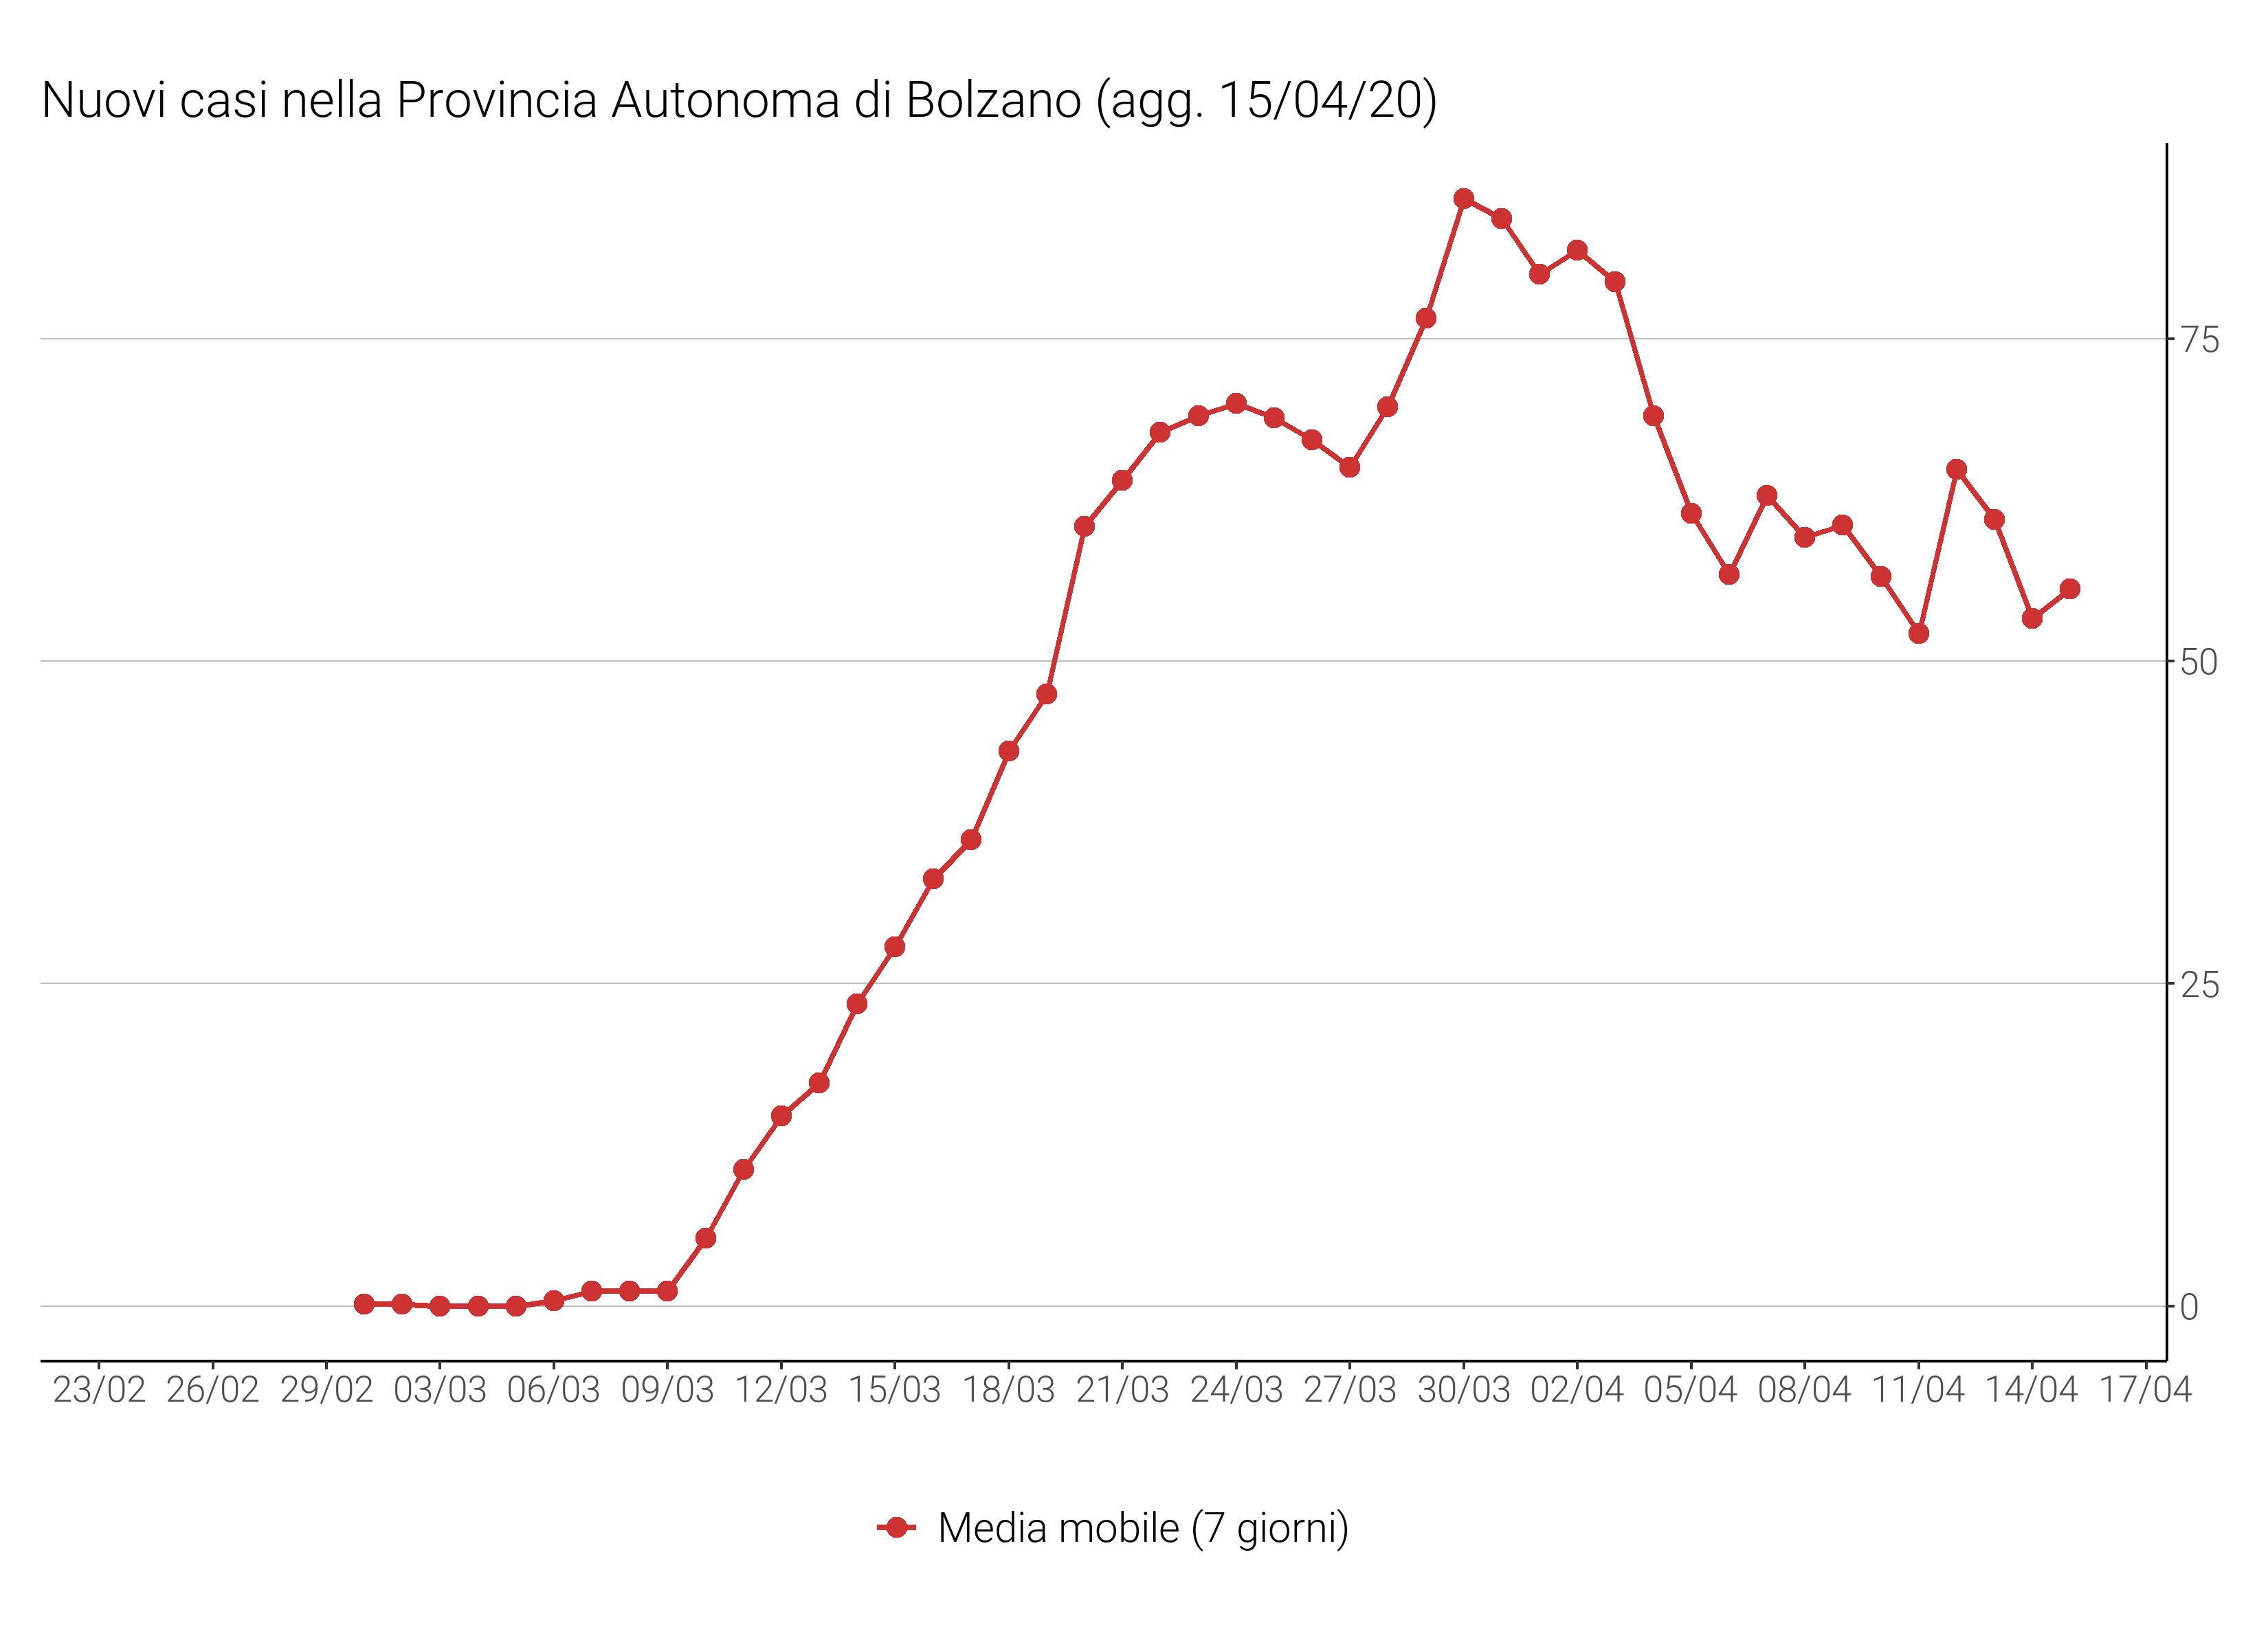 Nuovi casi nella Provincia Autonoma di Bolzano (agg. 15/04/20)
75
50
25
0
23/02 26/02 29/02 03/03 06/03 09/03 12/03 15/03 18/03 21/03 24/03 27/03 30/03 02/04 05/04 08/04 11/04 14/04 17/04
Media mobile (7 giorni)